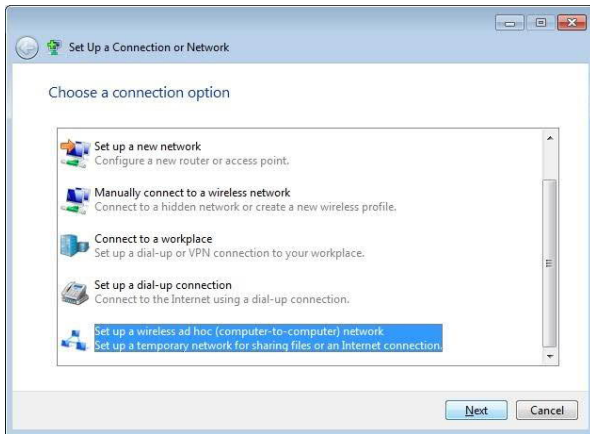 Set Up a Connection or Network
Choose a connection option
Set up a new network
Configure a new router or access point.
Manually connect to a wireless network
Connect to a hidden network or create a new wireless profile.
Connect to a workplace
Set up a dial-up or VPN connection to your workplace.
Set up a dial-up connection
Connect to the Internet using a dial-up connection.
Set up a wireless ad hoc (computer-to-computer) network
Set up a temporary network for sharing files or an Internet connection.
Next Cancel